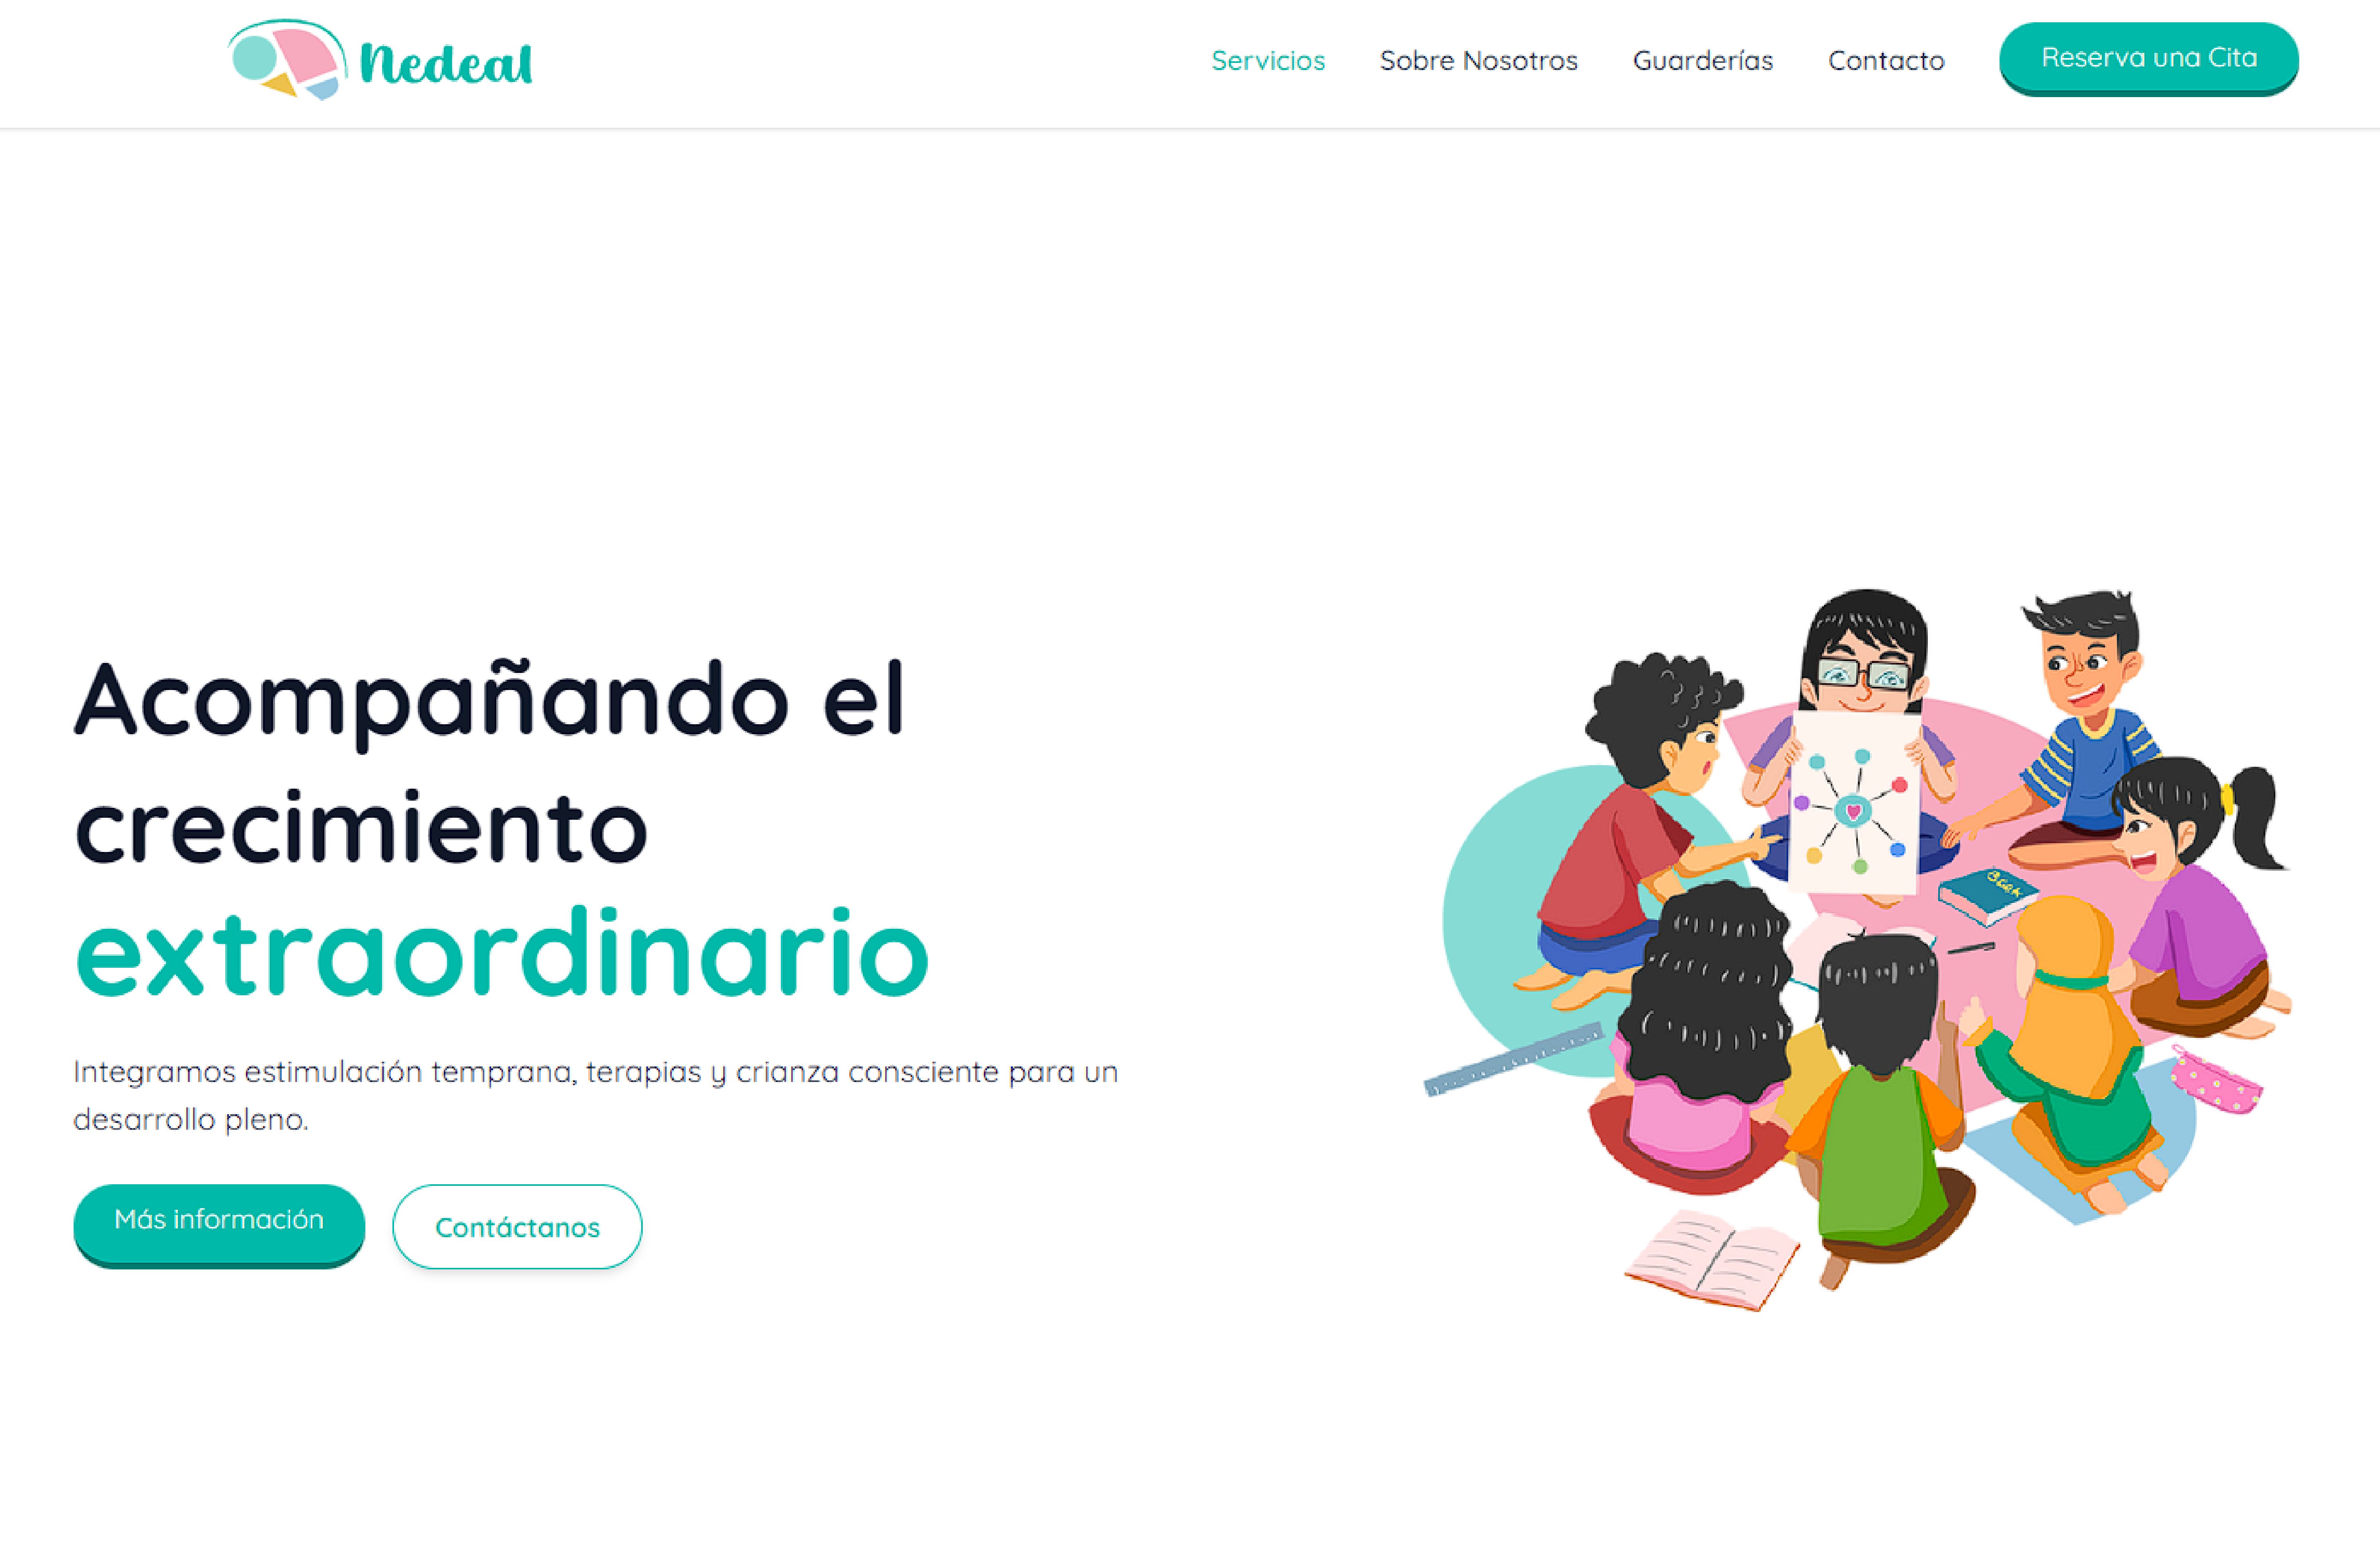 Nedeal
Servicios Sobre Nosotros Guarderías Contacto Reserva una Cita
Acompañando el
crecimiento
extraordinario
Integramos estimulación temprana, terapias y crianza consciente para un
desarrollo pleno.
Más información Contáctanos
Book